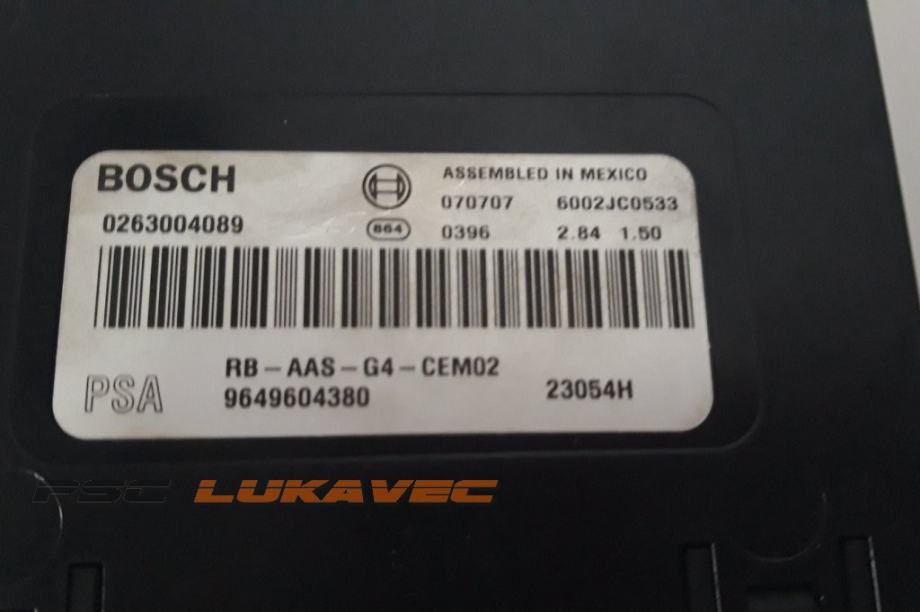 BOSCH
0263004089
864
ASSEMBLED IN MEXICO
070707 6002JC0533
0396 2.84 1.50
RB-AAS-G4-CEM02
PSA 9649604380 23054H
PSC LUKAVEC